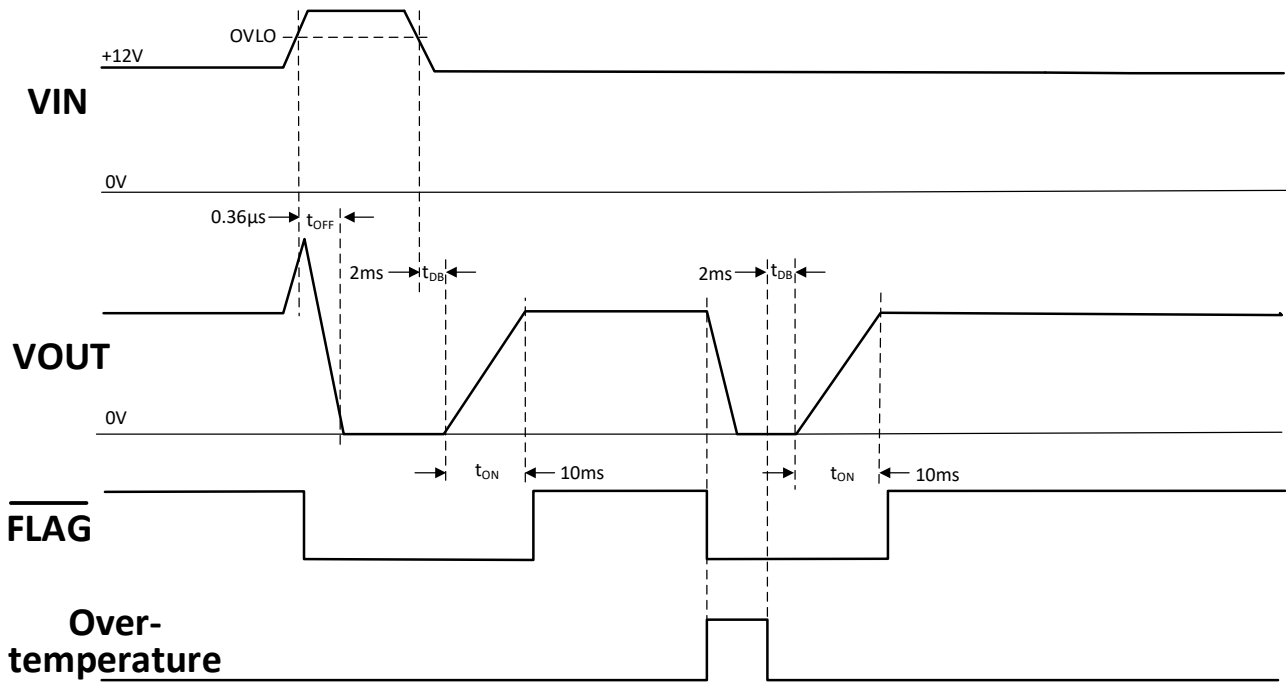 OVLO
+12V
VIN
0V
0.36µs
tOFF
2ms
tDB
2ms
tDB
VOUT
0V
tON
10ms
tON
10ms
FLAG
Over-
temperature